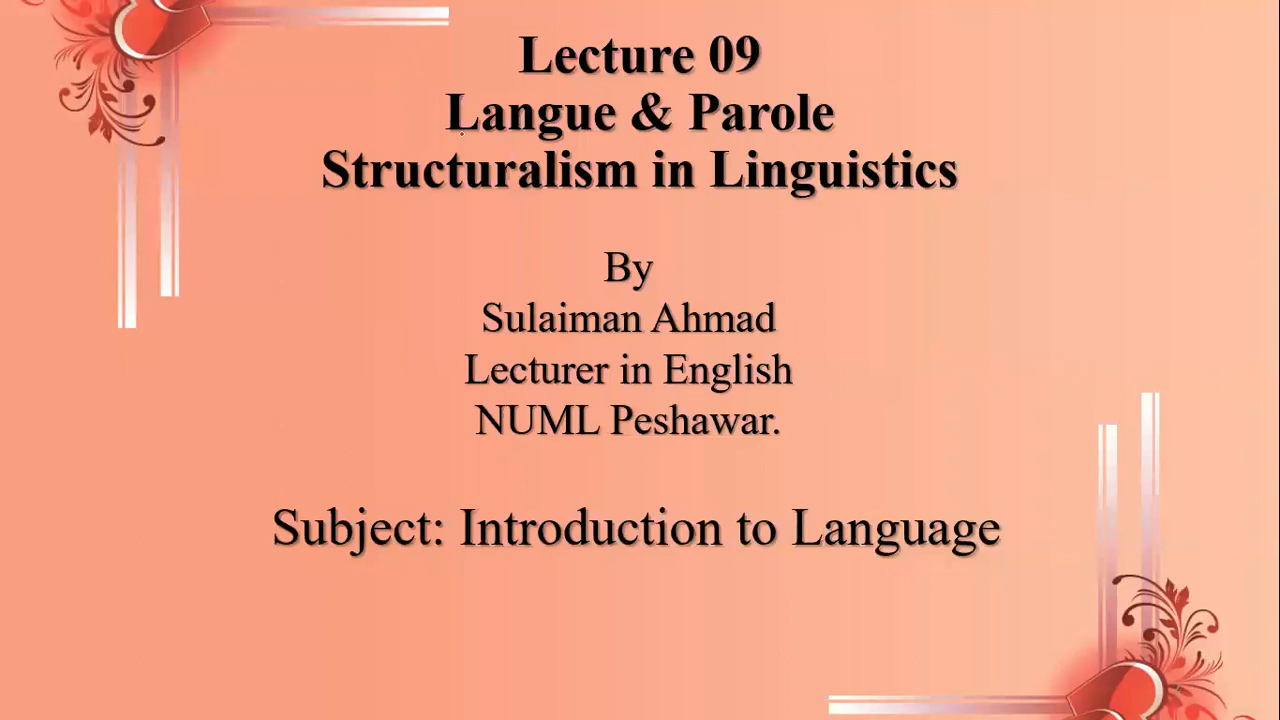 Lecture 09
Langue & Parole
Structuralism in Linguistics
By
Sulaiman Ahmad
Lecturer in English
NUML Peshawar.
Subject: Introduction to Language